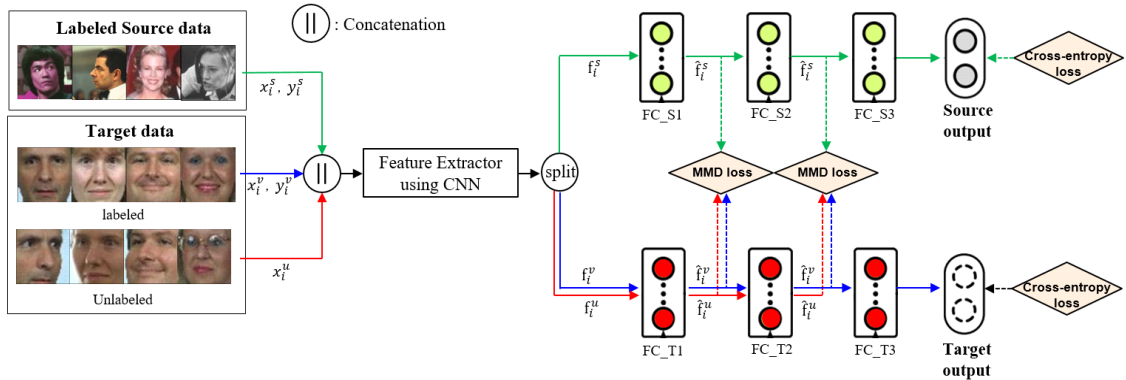 Labeled Source data
|| : Concatenation
x_i^s, y_i^s
Target data
x_i^v, y_i^v
labeled
x_i^u
Unlabeled
||
Feature Extractor
using CNN
split
f_i^s
FC_S1
f̂_i^s
FC_S2
f̂_i^s
FC_S3
Source
output
Cross-entropy
loss
MMD loss
MMD loss
f_i^v
f_i^u
FC_T1
f̂_i^v
f̂_i^u
FC_T2
f̂_i^v
f̂_i^u
FC_T3
Target
output
Cross-entropy
loss